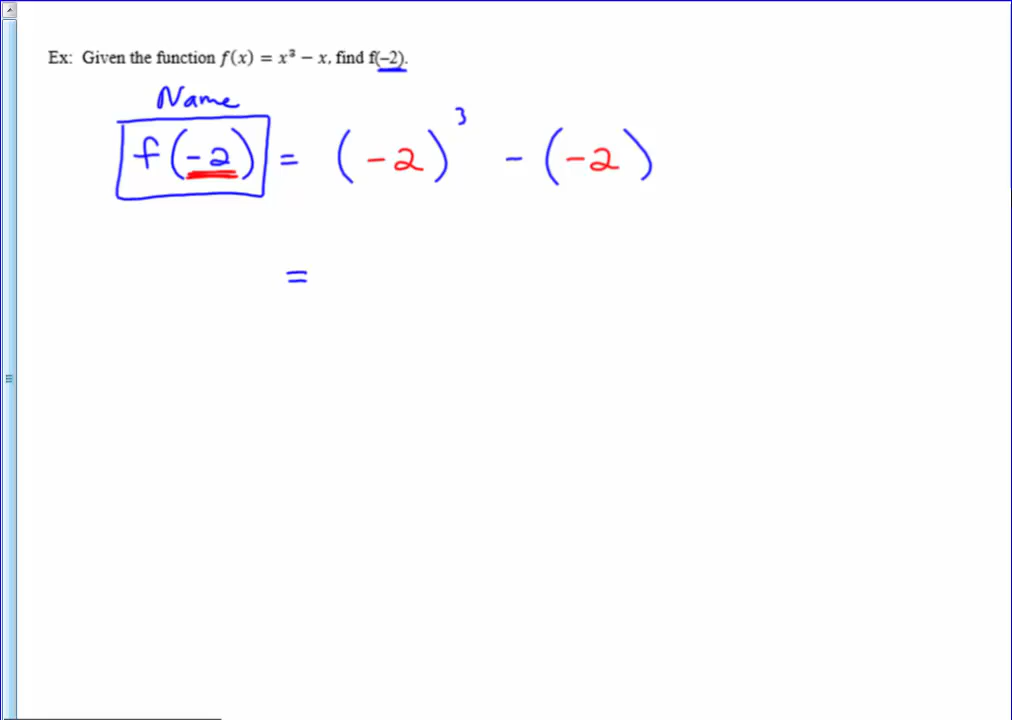 Ex: Given the function f(x) = x³ − x, find f(−2).
Name
f(-2) = (-2)³ - (-2)
=